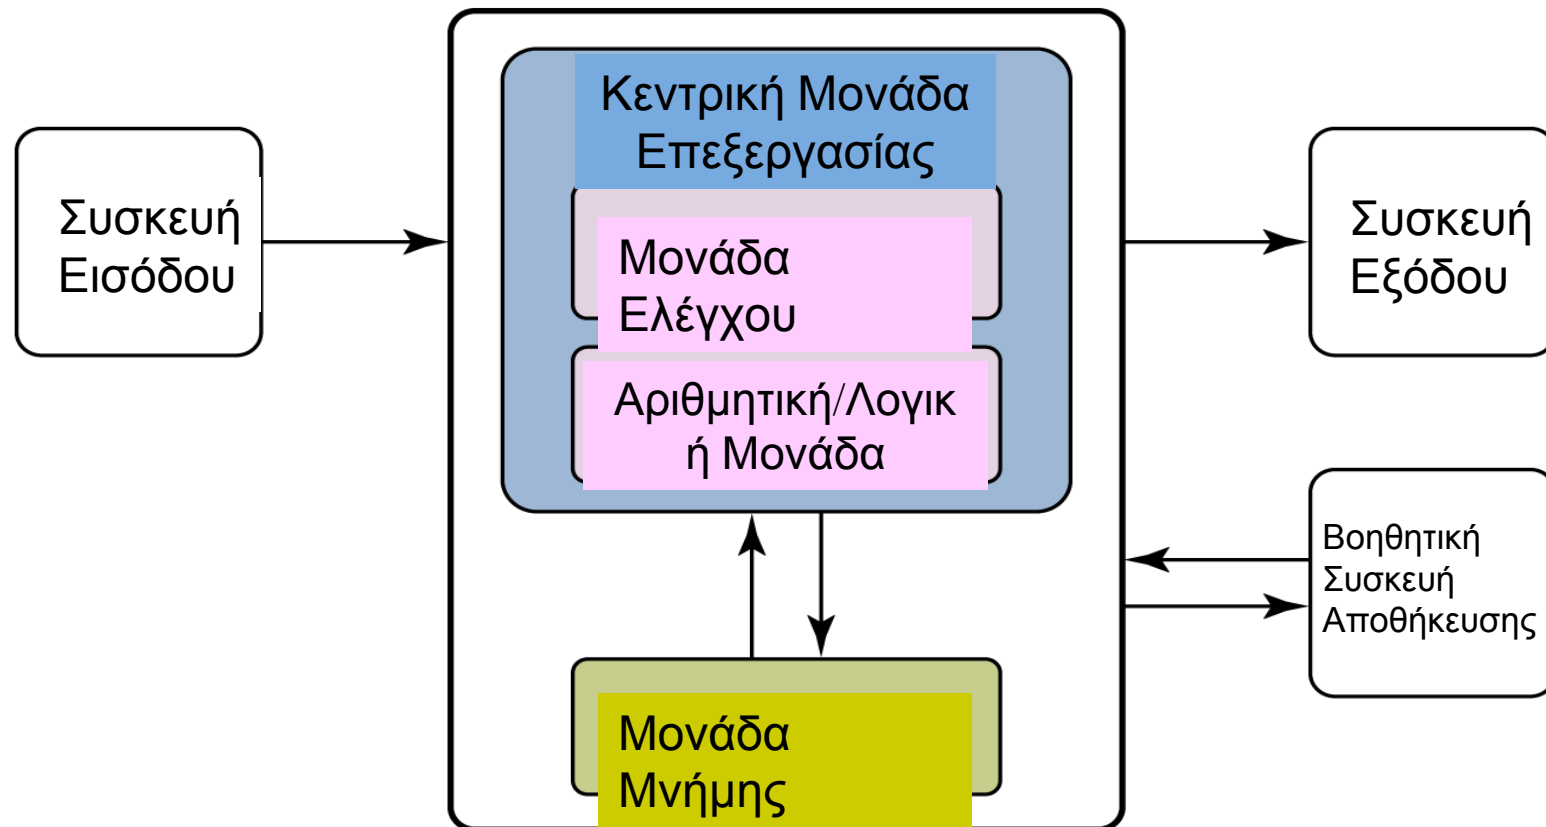 Συσκευή
Εισόδου
Κεντρική Μονάδα
Επεξεργασίας
Μονάδα
Ελέγχου
Αριθμητική/Λογικ
ή Μονάδα
Μονάδα
Μνήμης
Συσκευή
Εξόδου
Βοηθητική
Συσκευή
Αποθήκευσης